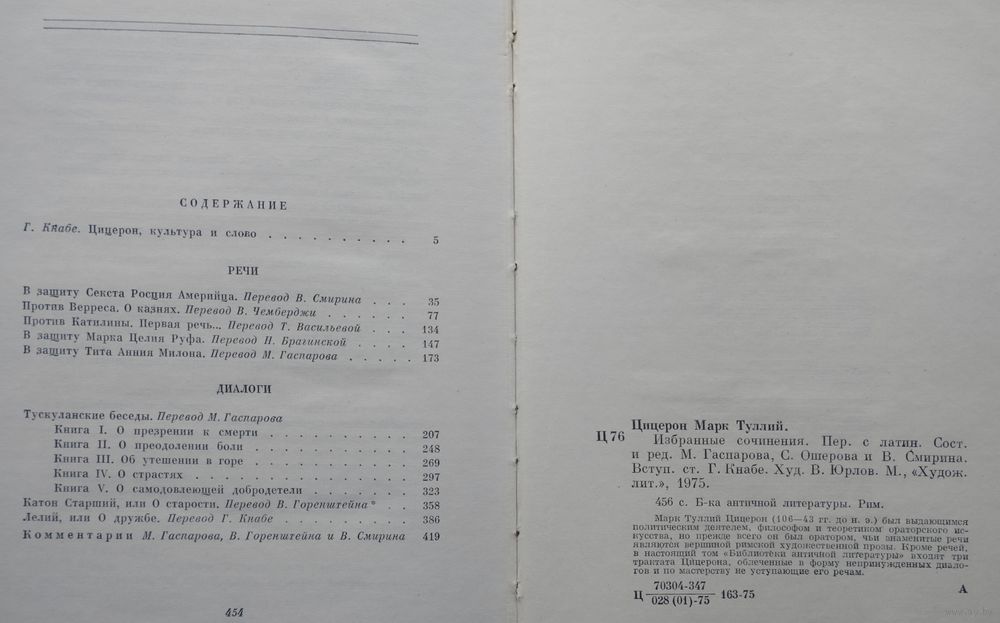 СОДЕРЖАНИЕ
Г. Кнабе. Цицерон, культура и слово . . . . . . . . . . 5
РЕЧИ
В защиту Секста Росция Америйца. Перевод В. Смирина . . . 35
Против Верреса. О казнях. Перевод В. Чемберджи . . . . . . 77
Против Катилины. Первая речь... Перевод Т. Васильевой . . . 134
В защиту Марка Целия Руфа. Перевод Н. Брагинской . . . . 147
В защиту Тита Анния Милона. Перевод М. Гаспарова . . . . . 173
ДИАЛОГИ
Тускуланские беседы. Перевод М. Гаспарова
Книга I. О презрении к смерти . . . . . . . . . . 207
Книга II. О преодолении боли . . . . . . . . . . 248
Книга III. Об утешении в горе . . . . . . . . . . 269
Книга IV. О страстях . . . . . . . . . . . . . 297
Книга V. О самодовлеющей добродетели . . . . . . . 323
Катон Старший, или О старости. Перевод В. Горенштейна * . . 358
Лелий, или О дружбе. Перевод Г. Кнабе . . . . . . . . . 386
Комментарии М. Гаспарова, В. Горенштейна и В. Смирина 419
454
Цицерон Марк Туллий.
Ц 76
Избранные сочинения. Пер. с латин. Сост.
и ред. М. Гаспарова, С. Ошерова и В. Смирина.
Вступ. ст. Г. Кнабе. Худ. В. Юрлов. М., «Худож.
лит.», 1975.
456 с. Б-ка античной литературы. Рим.
Марк Туллий Цицерон (106—43 гг. до н. э.) был выдающимся
политическим деятелем, философом и теоретиком ораторского ис-
кусства, но прежде всего он был оратором, чьи знаменитые речи
являются вершиной римской художественной прозы. Кроме речей,
в настоящий том «Библиотеки античной литературы» входят три
трактата Цицерона, облеченные в форму непринужденных диало-
гов и по мастерству не уступающие его речам.
Ц 70304-347
028 (01)-75 163-75 А